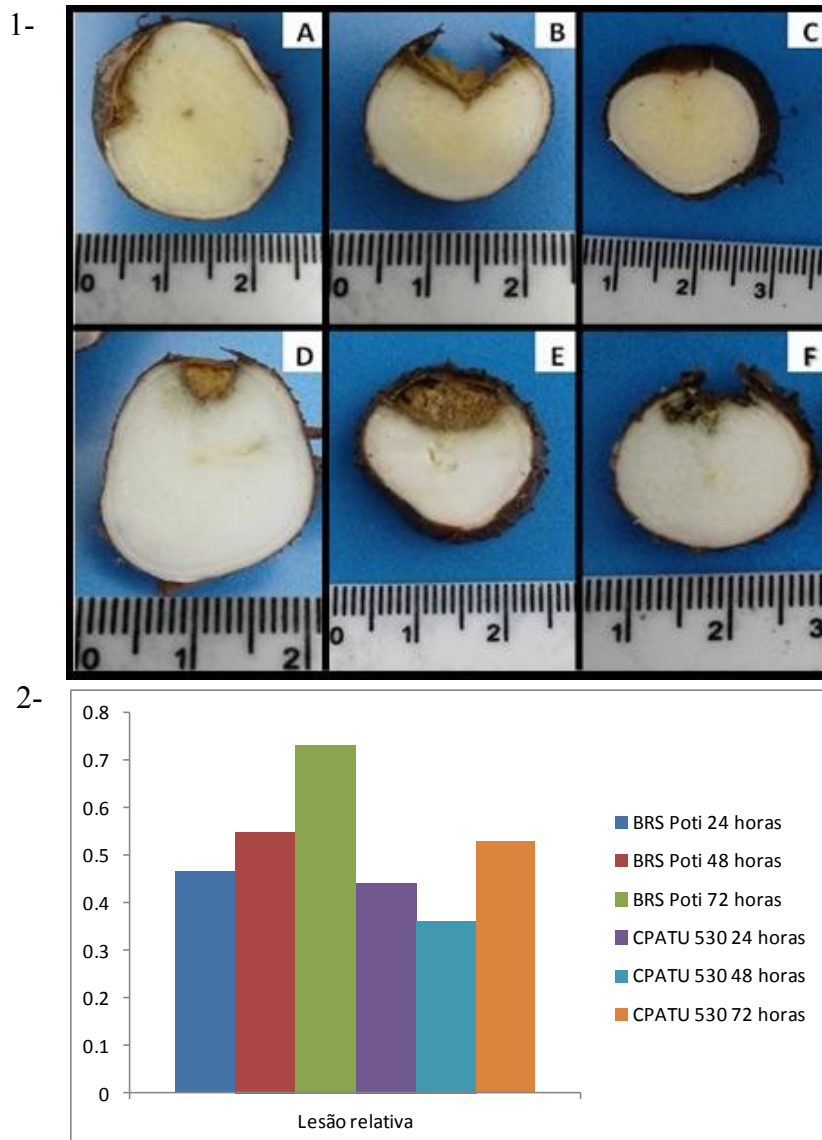 1-
A
B
C
0 1 2
0 1 2
1 2 3
D
E
F
0 1 2
0 1 2
1 2 3
2-
0.8
0.7
0.6
0.5
0.4
0.3
0.2
0.1
0
Lesão relativa
BRS Poti 24 horas
BRS Poti 48 horas
BRS Poti 72 horas
CPATU 530 24 horas
CPATU 530 48 horas
CPATU 530 72 horas